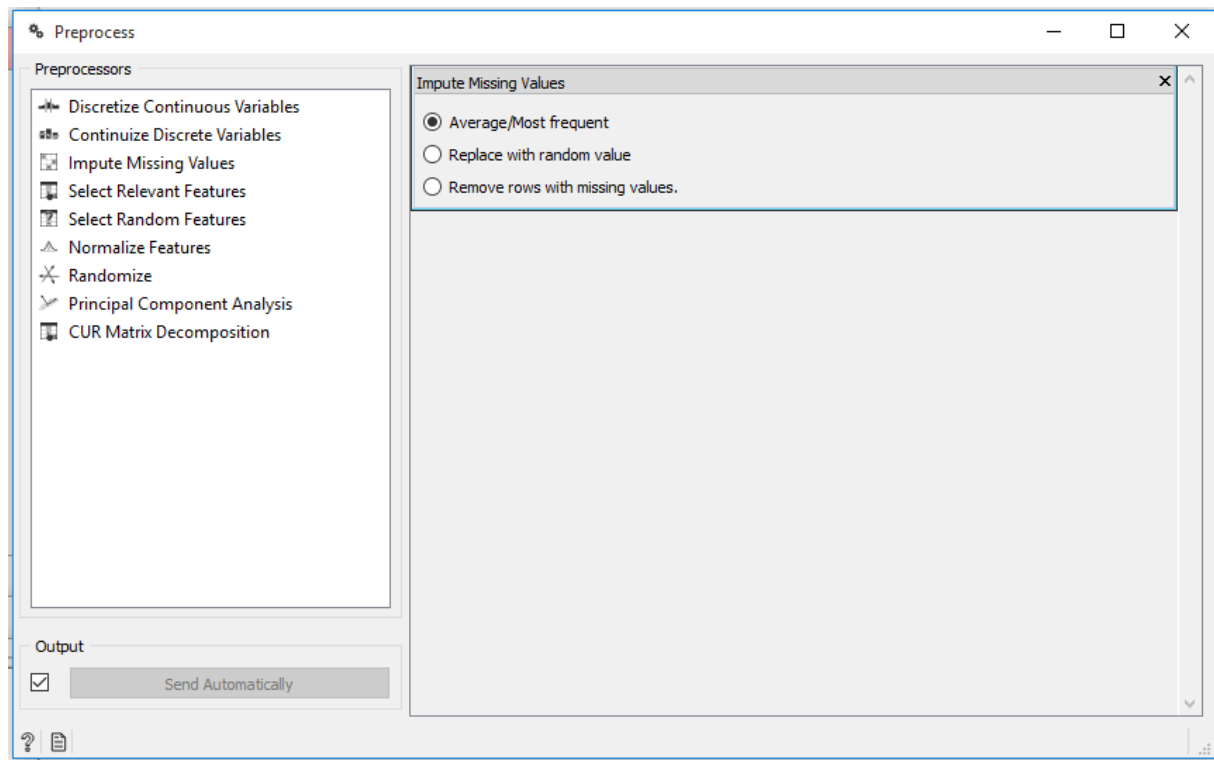 Preprocess
Preprocessors
Discretize Continuous Variables
Continuize Discrete Variables
Impute Missing Values
Select Relevant Features
Select Random Features
Normalize Features
Randomize
Principal Component Analysis
CUR Matrix Decomposition
Output
Send Automatically
Impute Missing Values
Average/Most frequent
Replace with random value
Remove rows with missing values.